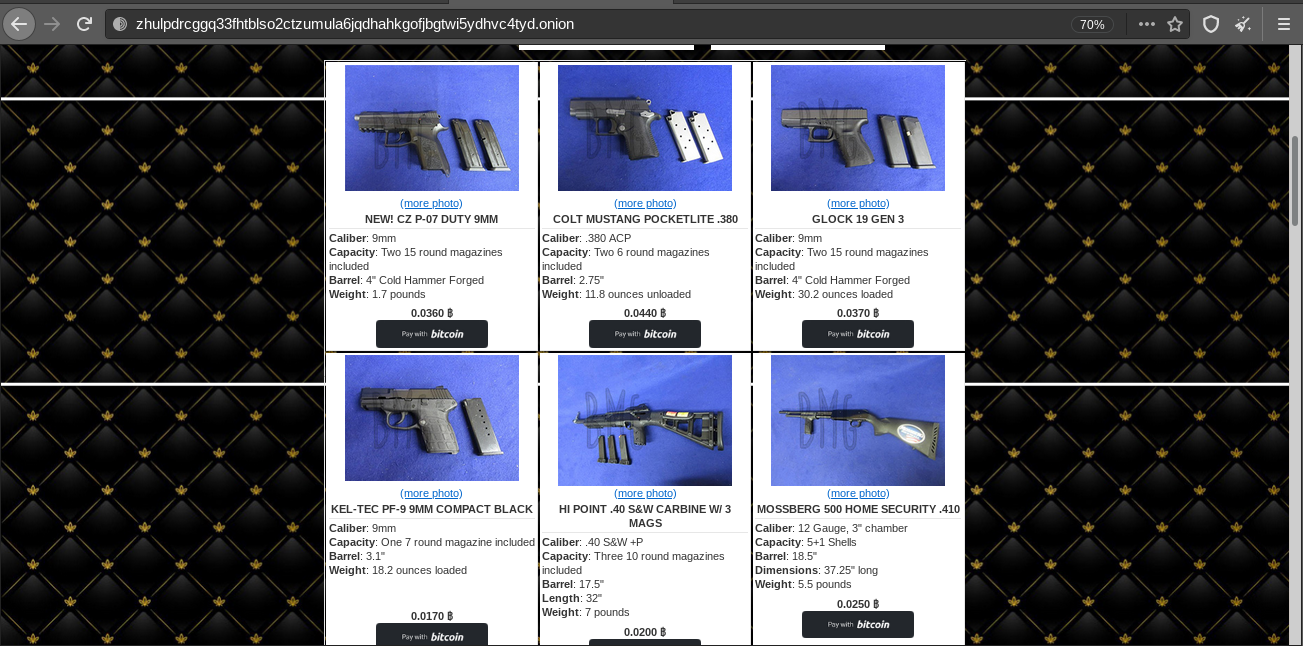 zhulpdrcggq33fhtblso2ctzumula6jqdhahkgofjbgtwi5ydhvc4tyd.onion
70%
(more photo)
NEW! CZ P-07 DUTY 9MM
Caliber: 9mm
Capacity: Two 15 round magazines
included
Barrel: 4" Cold Hammer Forged
Weight: 1.7 pounds
0.0360 ฿
Pay with bitcoin
(more photo)
COLT MUSTANG POCKETLITE .380
Caliber: .380 ACP
Capacity: Two 6 round magazines
included
Barrel: 2.75"
Weight: 11.8 ounces unloaded
0.0440 ฿
Pay with bitcoin
(more photo)
GLOCK 19 GEN 3
Caliber: 9mm
Capacity: Two 15 round magazines
included
Barrel: 4" Cold Hammer Forged
Weight: 30.2 ounces loaded
0.0370 ฿
Pay with bitcoin
(more photo)
KEL-TEC PF-9 9MM COMPACT BLACK
Caliber: 9mm
Capacity: One 7 round magazine included
Barrel: 3.1"
Weight: 18.2 ounces loaded
0.0170 ฿
Pay with bitcoin
BMG
(more photo)
HI POINT .40 S&W CARBINE W/ 3
MAGS
Caliber: .40 S&W +P
Capacity: Three 10 round magazines
included
Barrel: 17.5"
Length: 32"
Weight: 7 pounds
0.0200 ฿
BMG
(more photo)
MOSSBERG 500 HOME SECURITY .410
Caliber: 12 Gauge, 3" chamber
Capacity: 5+1 Shells
Barrel: 18.5"
Dimensions: 37.25" long
Weight: 5.5 pounds
0.0250 ฿
Pay with bitcoin